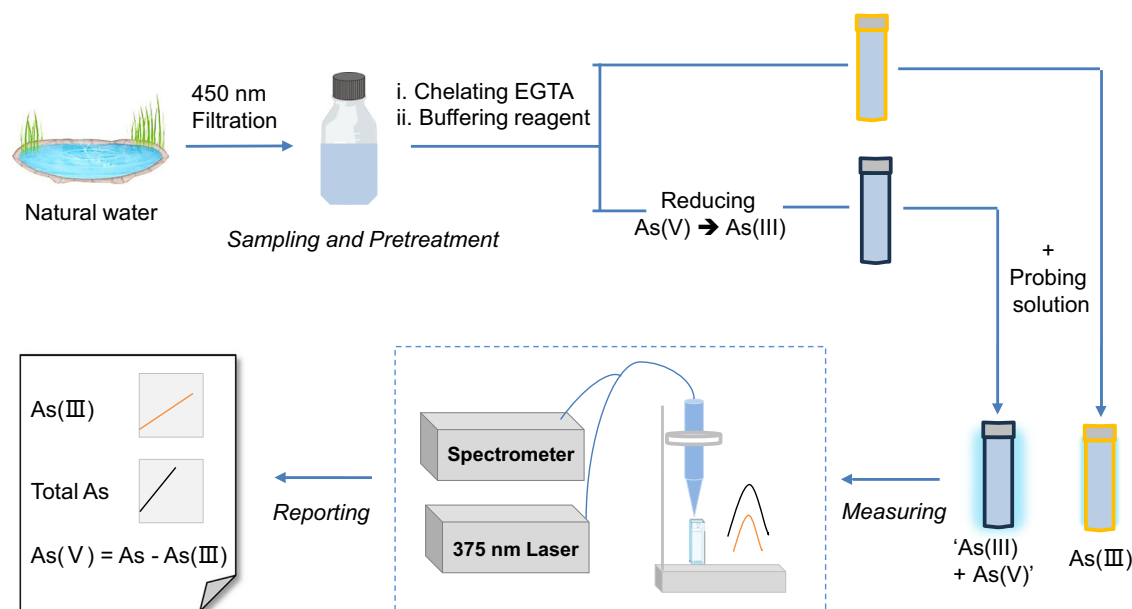 450 nm
Filtration
i. Chelating EGTA
ii. Buffering reagent
Natural water
Sampling and Pretreatment
Reducing
As(V) ➔ As(III)
+
Probing
solution
As(Ⅲ)
Total As
As(Ⅴ) = As - As(Ⅲ)
Reporting
Spectrometer
375 nm Laser
Measuring
‘As(III)
+ As(V)’
As(Ⅲ)